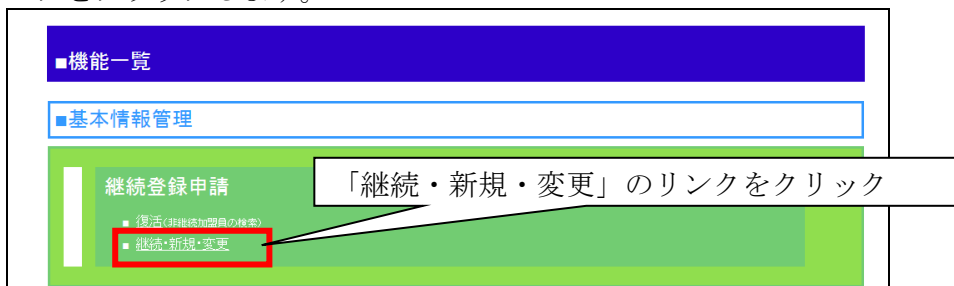 ■機能一覧
■基本情報管理
継続登録申請
「継続・新規・変更」のリンクをクリック
■ 復活(非継続加盟員の検索)
■ 継続・新規・変更